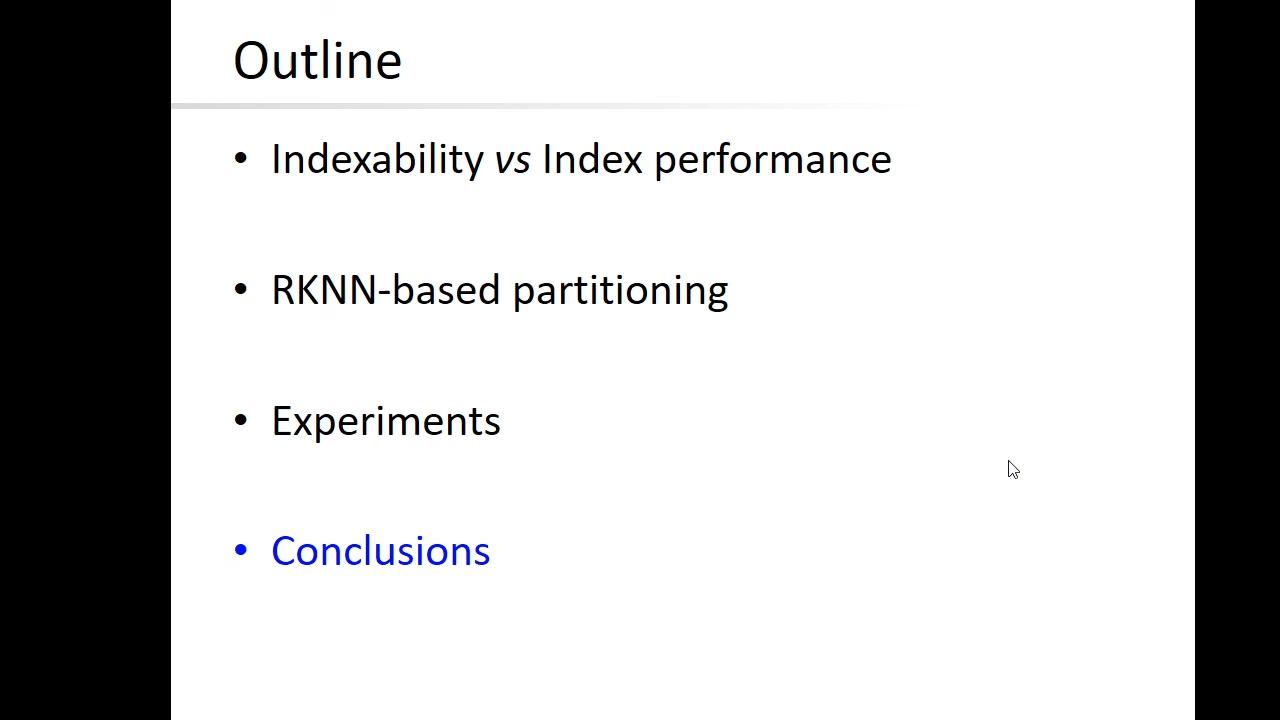 Outline
• Indexability vs Index performance
• RKNN-based partitioning
• Experiments
• Conclusions